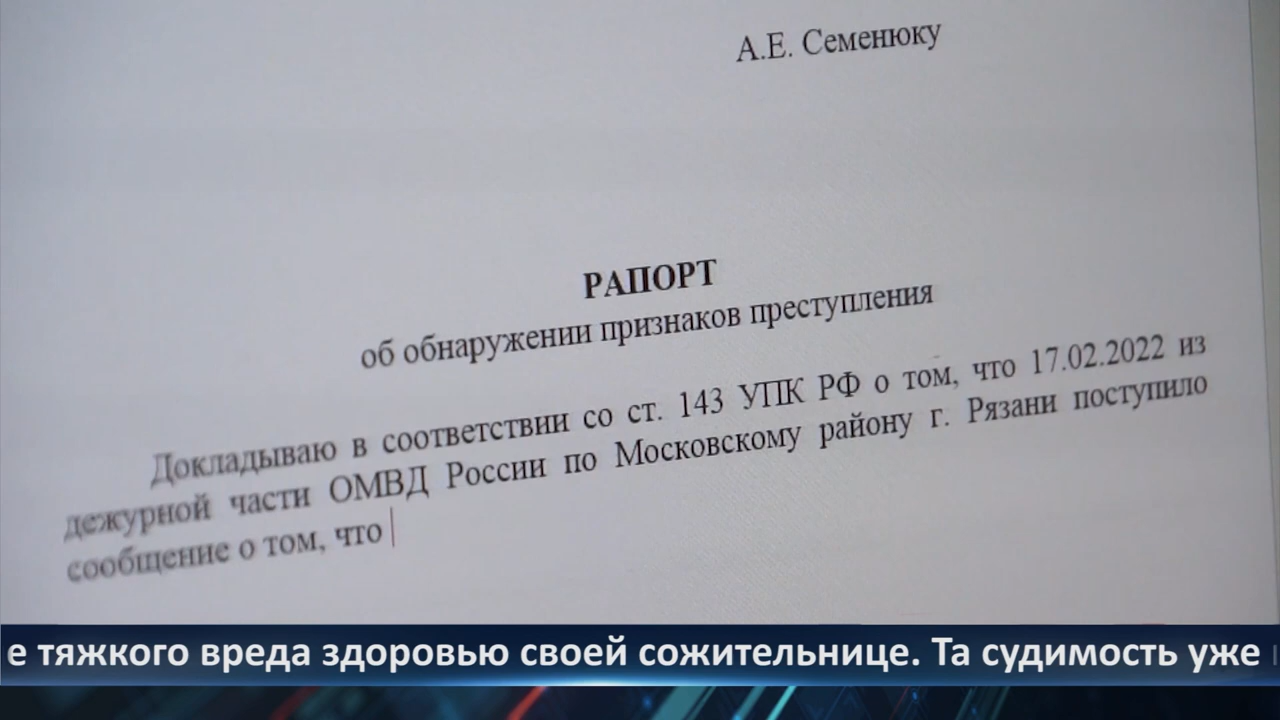 А.Е. Семенюку
РАПОРТ
об обнаружении признаков преступления
Докладываю в соответствии со ст. 143 УПК РФ о том, что 17.02.2022 из
дежурной части ОМВД России по Московскому району г. Рязани поступило
сообщение о том, что
е тяжкого вреда здоровью своей сожительнице. Та судимость уже